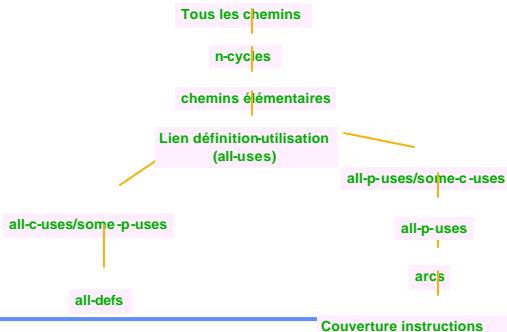 Tous les chemins
n-cycles
chemins élémentaires
Lien définition-utilisation
(all-uses)
all-p-uses/some-c-uses
all-c-uses/some-p-uses
all-p-uses
arcs
all-defs
Couverture instructions